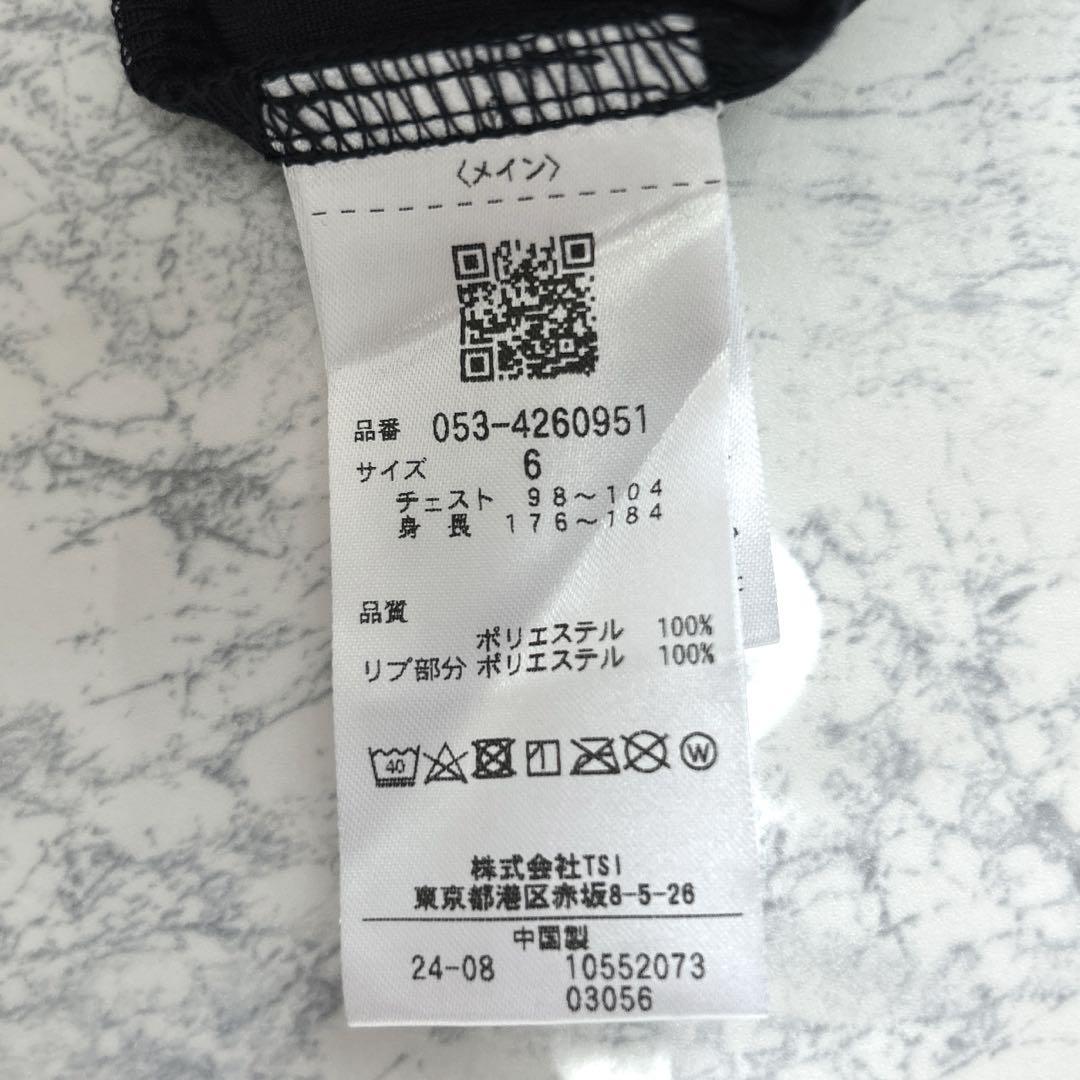 〈メイン〉
品番 053-4260951
サイズ 6
チェスト 98～104
身長 176～184
品質
ポリエステル 100%
リブ部分 ポリエステル 100%
40
W
株式会社TSI
東京都港区赤坂8-5-26
中国製
24-08 10552073
03056